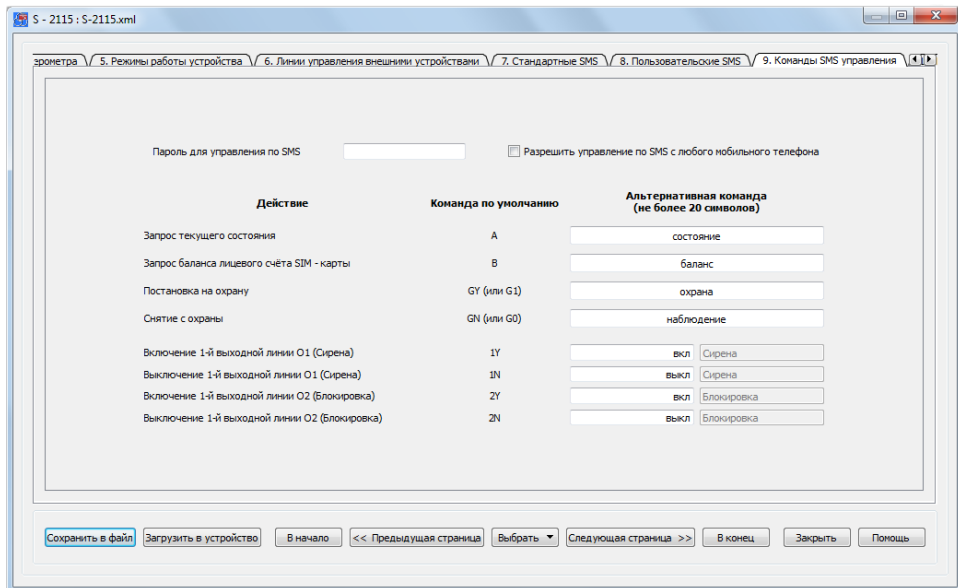 S - 2115 : S-2115.xml
ерометра 5. Режимы работы устройства 6. Линии управления внешними устройствами 7. Стандартные SMS 8. Пользовательские SMS 9. Команды SMS управления
Пароль для управления по SMS Разрешить управление по SMS с любого мобильного телефона
Действие Команда по умолчанию Альтернативная команда
(не более 20 символов)
Запрос текущего состояния A состояние
Запрос баланса лицевого счёта SIM - карты B баланс
Постановка на охрану GY (или G1) охрана
Снятие с охраны GN (или G0) наблюдение
Включение 1-й выходной линии O1 (Сирена) 1Y вкл Сирена
Выключение 1-й выходной линии O1 (Сирена) 1N выкл Сирена
Включение 1-й выходной линии O2 (Блокировка) 2Y вкл Блокировка
Выключение 1-й выходной линии O2 (Блокировка) 2N выкл Блокировка
Сохранить в файл Загрузить в устройство В начало << Предыдущая страница Выбрать Следующая страница >> В конец Закрыть Помощь